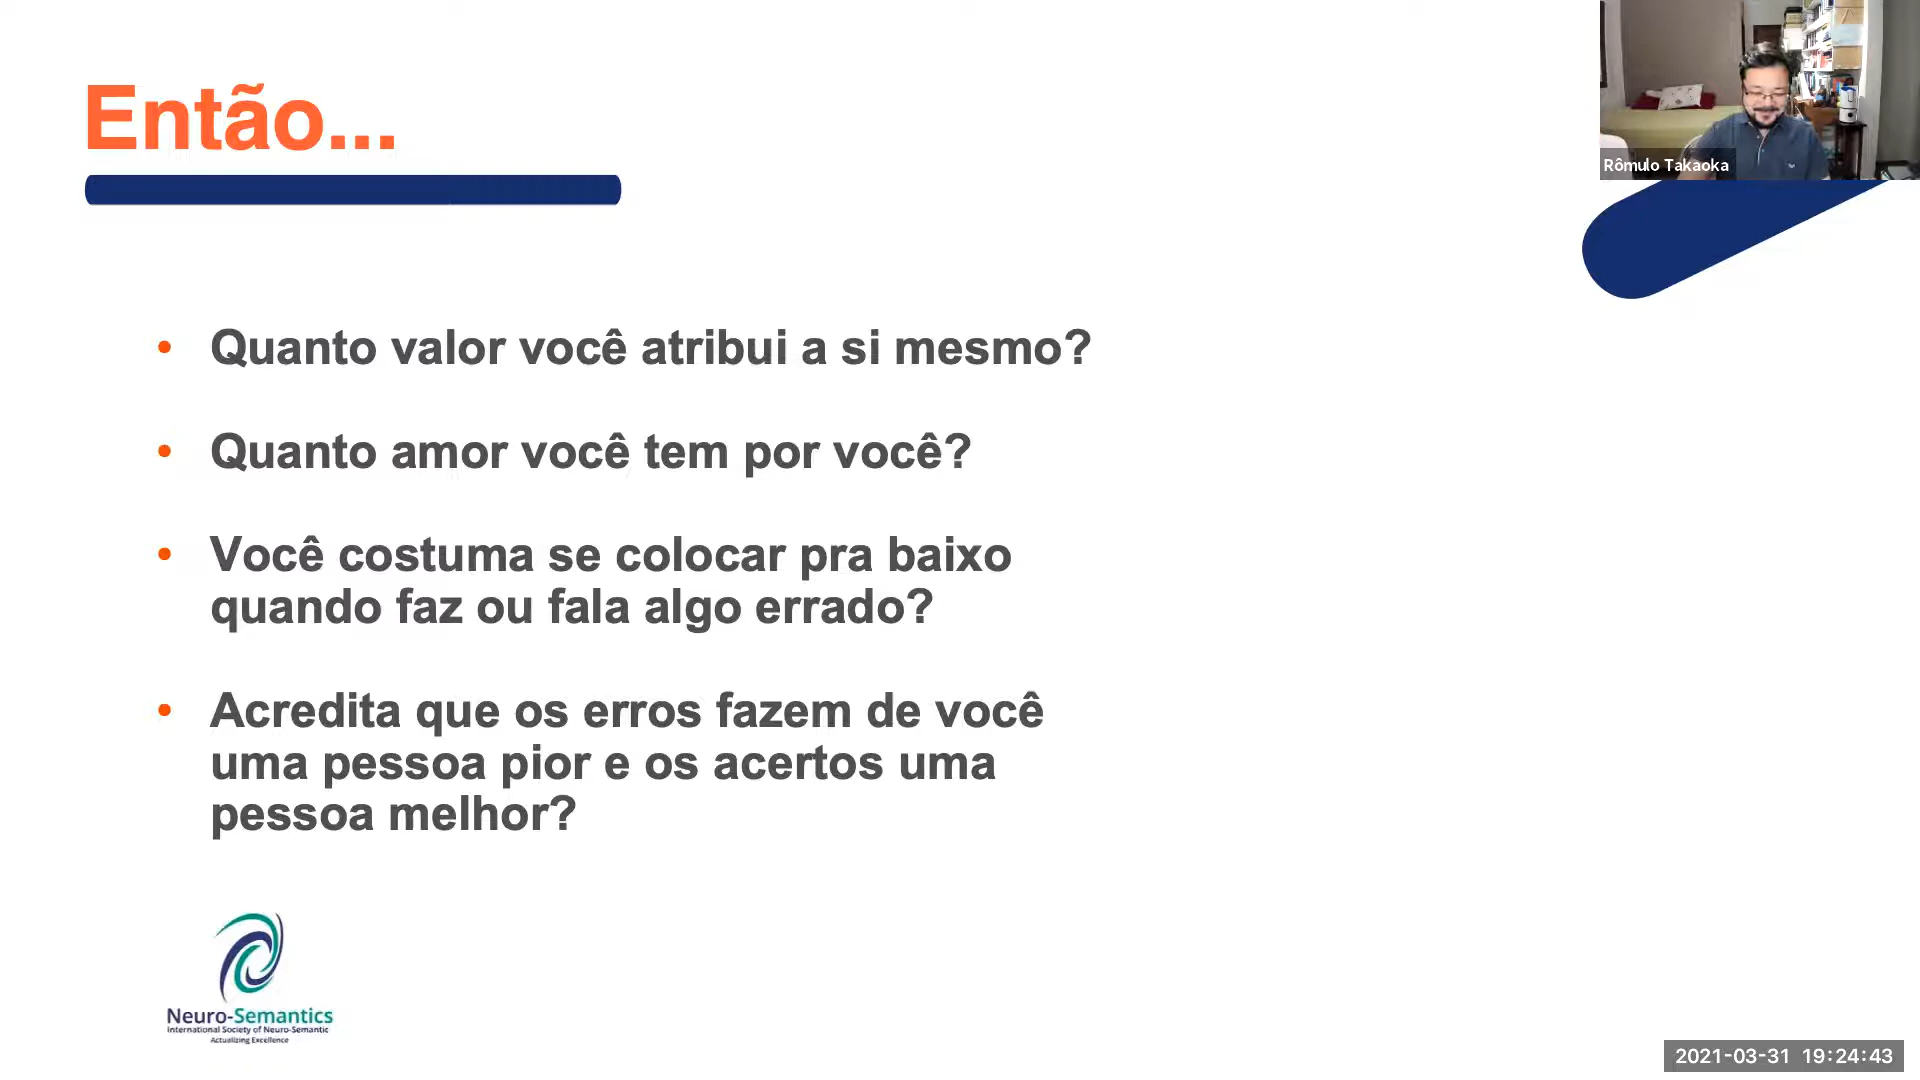 Então...
Rômulo Takaoka
• Quanto valor você atribui a si mesmo?
• Quanto amor você tem por você?
• Você costuma se colocar pra baixo
quando faz ou fala algo errado?
• Acredita que os erros fazem de você
uma pessoa pior e os acertos uma
pessoa melhor?
Neuro-Semantics
International Society of Neuro-Semantic
Actualizing Excellence
2021-03-31 19:24:43